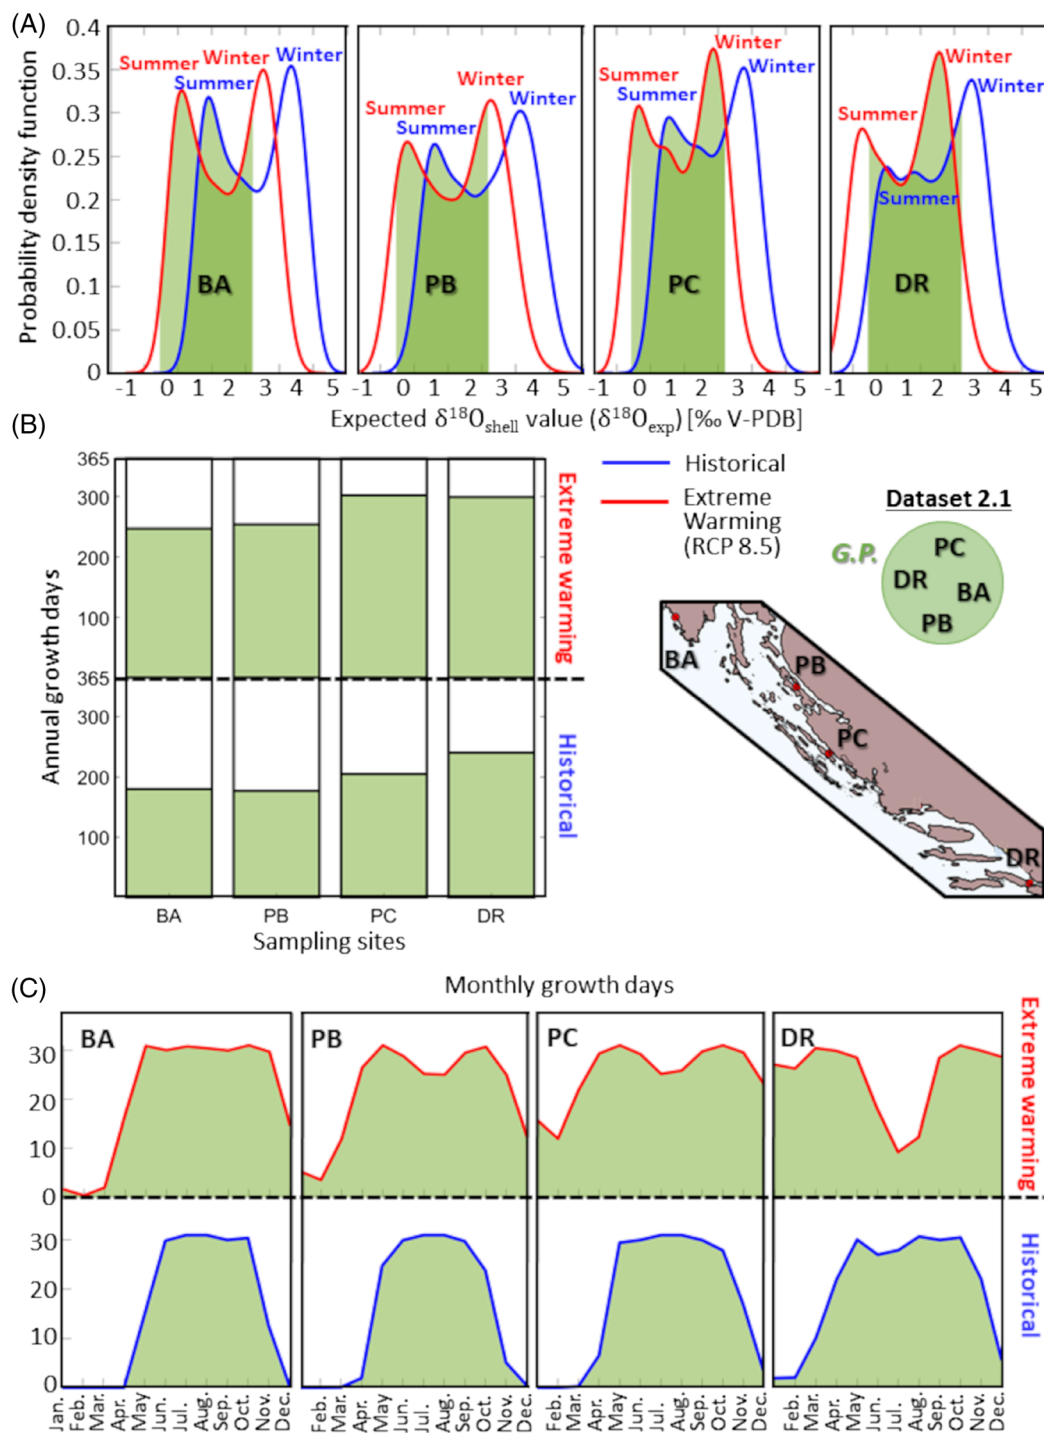 (A)
Probability density function
0.4
0.35
0.3
0.25
0.2
0.15
0.1
0.05
0
Summer Winter Winter
Summer
BA
Winter
Summer Winter
Summer
PB
Winter
Summer Winter
Summer
PC
Winter
Winter
Summer
Summer
DR
-1 0 1 2 3 4 5
-1 0 1 2 3 4 5
-1 0 1 2 3 4 5
-1 0 1 2 3 4 5
Expected δ¹⁸Oshell value (δ¹⁸Oexp) [‰ V-PDB]
(B)
Annual growth days
365
300
200
100
365
300
200
100
Extreme warming
Historical
BA PB PC DR
Sampling sites
Historical
Extreme
Warming
(RCP 8.5)
Dataset 2.1
G.P.
PC
DR
BA
PB
BA
PB
PC
DR
(C)
Monthly growth days
BA PB PC DR
30
20
10
0
30
20
10
0
Extreme warming
Historical
Jan. Feb. Mar. Apr. May Jun. Jul. Aug. Sep. Oct. Nov. Dec.
Feb. Mar. Apr. May Jun. Jul. Aug. Sep. Oct. Nov. Dec.
Feb. Mar. Apr. May Jun. Jul. Aug. Sep. Oct. Nov. Dec.
Feb. Mar. Apr. May Jun. Jul. Aug. Sep. Oct. Nov. Dec.